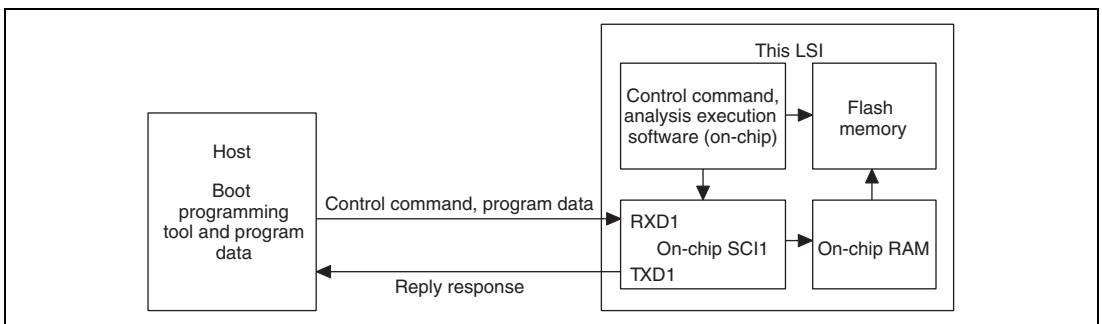 Host
Boot
programming
tool and program
data
Control command, program data
Reply response
This LSI
Control command,
analysis execution
software (on-chip)
Flash
memory
RXD1
On-chip SCI1
TXD1
On-chip RAM